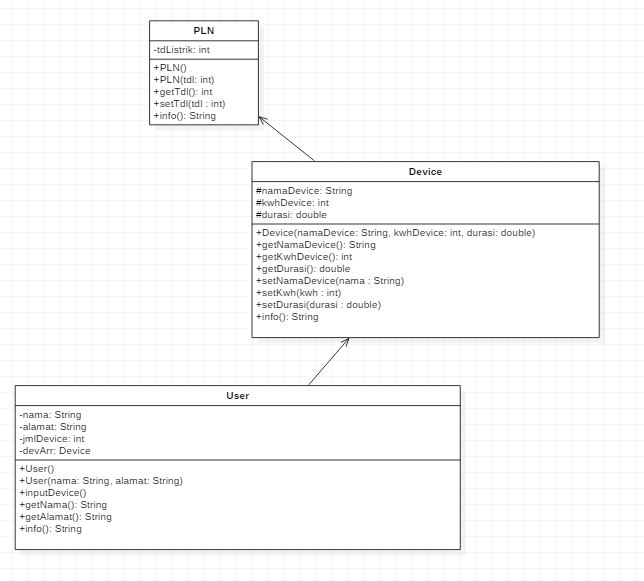 PLN
-tdListrik: int
+PLN()
+PLN(tdl: int)
+getTdl(): int
+setTdl(tdl : int)
+info(): String
Device
#namaDevice: String
#kwhDevice: int
#durasi: double
+Device(namaDevice: String, kwhDevice: int, durasi: double)
+getNamaDevice(): String
+getKwhDevice(): int
+getDurasi(): double
+setNamaDevice(nama : String)
+setKwh(kwh : int)
+setDurasi(durasi : double)
+info(): String
User
-nama: String
-alamat: String
-jmlDevice: int
-devArr: Device
+User()
+User(nama: String, alamat: String)
+inputDevice()
+getNama(): String
+getAlamat(): String
+info(): String